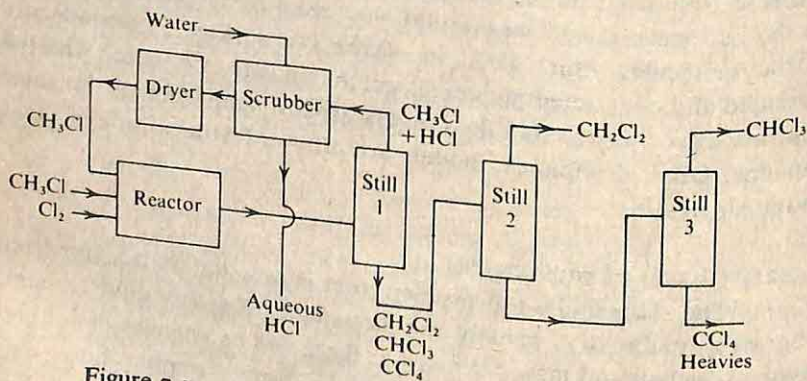 Water
Dryer
Scrubber
CH₃Cl
CH₃Cl
+ HCl
CH₂Cl₂
CHCl₃
CH₃Cl
Cl₂
Reactor
Still
1
Still
2
Still
3
Aqueous
HCl
CH₂Cl₂
CHCl₃
CCl₄
CCl₄
Heavies
Figure